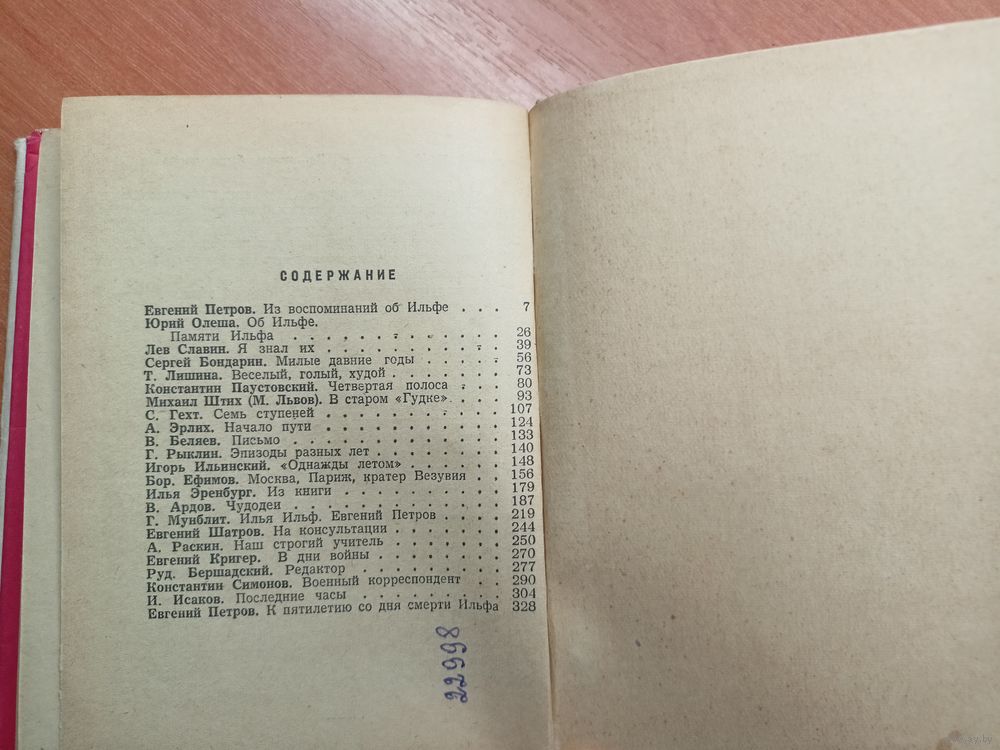 СОДЕРЖАНИЕ
Евгений Петров. Из воспоминаний об Ильфе . . . 7
Юрий Олеша. Об Ильфе.
Памяти Ильфа . . . . . . . . . . . . 26
Лев Славин. Я знал их . . . . . . . . . . 39
Сергей Бондарин. Милые давние годы . . . . . 56
Т. Лишина. Веселый, голый, худой . . . . . . . 73
Константин Паустовский. Четвертая полоса . . . 80
Михаил Штих (М. Львов). В старом «Гудке». . . . 93
С. Гехт. Семь ступеней . . . . . . . . . . 107
А. Эрлих. Начало пути . . . . . . . . . . 124
В. Беляев. Письмо . . . . . . . . . . . 133
Г. Рыклин. Эпизоды разных лет . . . . . . . 140
Игорь Ильинский. «Однажды летом» . . . . . . 148
Бор. Ефимов. Москва, Париж, кратер Везувия . . 156
Илья Эренбург. Из книги . . . . . . . . . 179
В. Ардов. Чудодеи . . . . . . . . . . . 187
Г. Мунблит. Илья Ильф. Евгений Петров . . . . 219
Евгений Шатров. На консультации . . . . . . 244
А. Раскин. Наш строгий учитель . . . . . . . 250
Евгений Кригер. В дни войны . . . . . . . 270
Руд. Бершадский. Редактор . . . . . . . . 277
Константин Симонов. Военный корреспондент . . 290
И. Исаков. Последние часы . . . . . . . . 304
Евгений Петров. К пятилетию со дня смерти Ильфа 328
22998